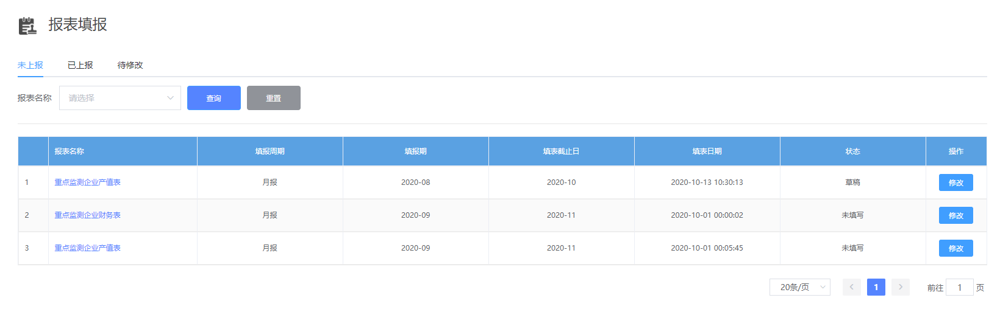 报表填报
未上报 已上报 待修改
报表名称 请选择 查询 重置
报表名称 填报周期 填报期 填表截止日 填表日期 状态 操作
1 重点监测企业产值表 月报 2020-08 2020-10 2020-10-13 10:30:13 草稿 修改
2 重点监测企业财务表 月报 2020-09 2020-11 2020-10-01 00:00:02 未填写 修改
3 重点监测企业产值表 月报 2020-09 2020-11 2020-10-01 00:05:45 未填写 修改
20条/页 1 前往 1 页